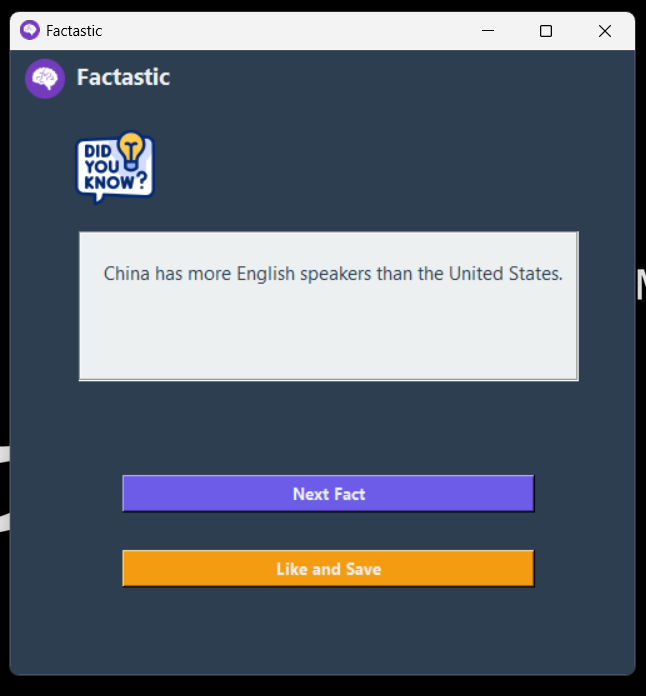 Factastic
Factastic
DID
YOU
KNOW?
China has more English speakers than the United States.
Next Fact
Like and Save